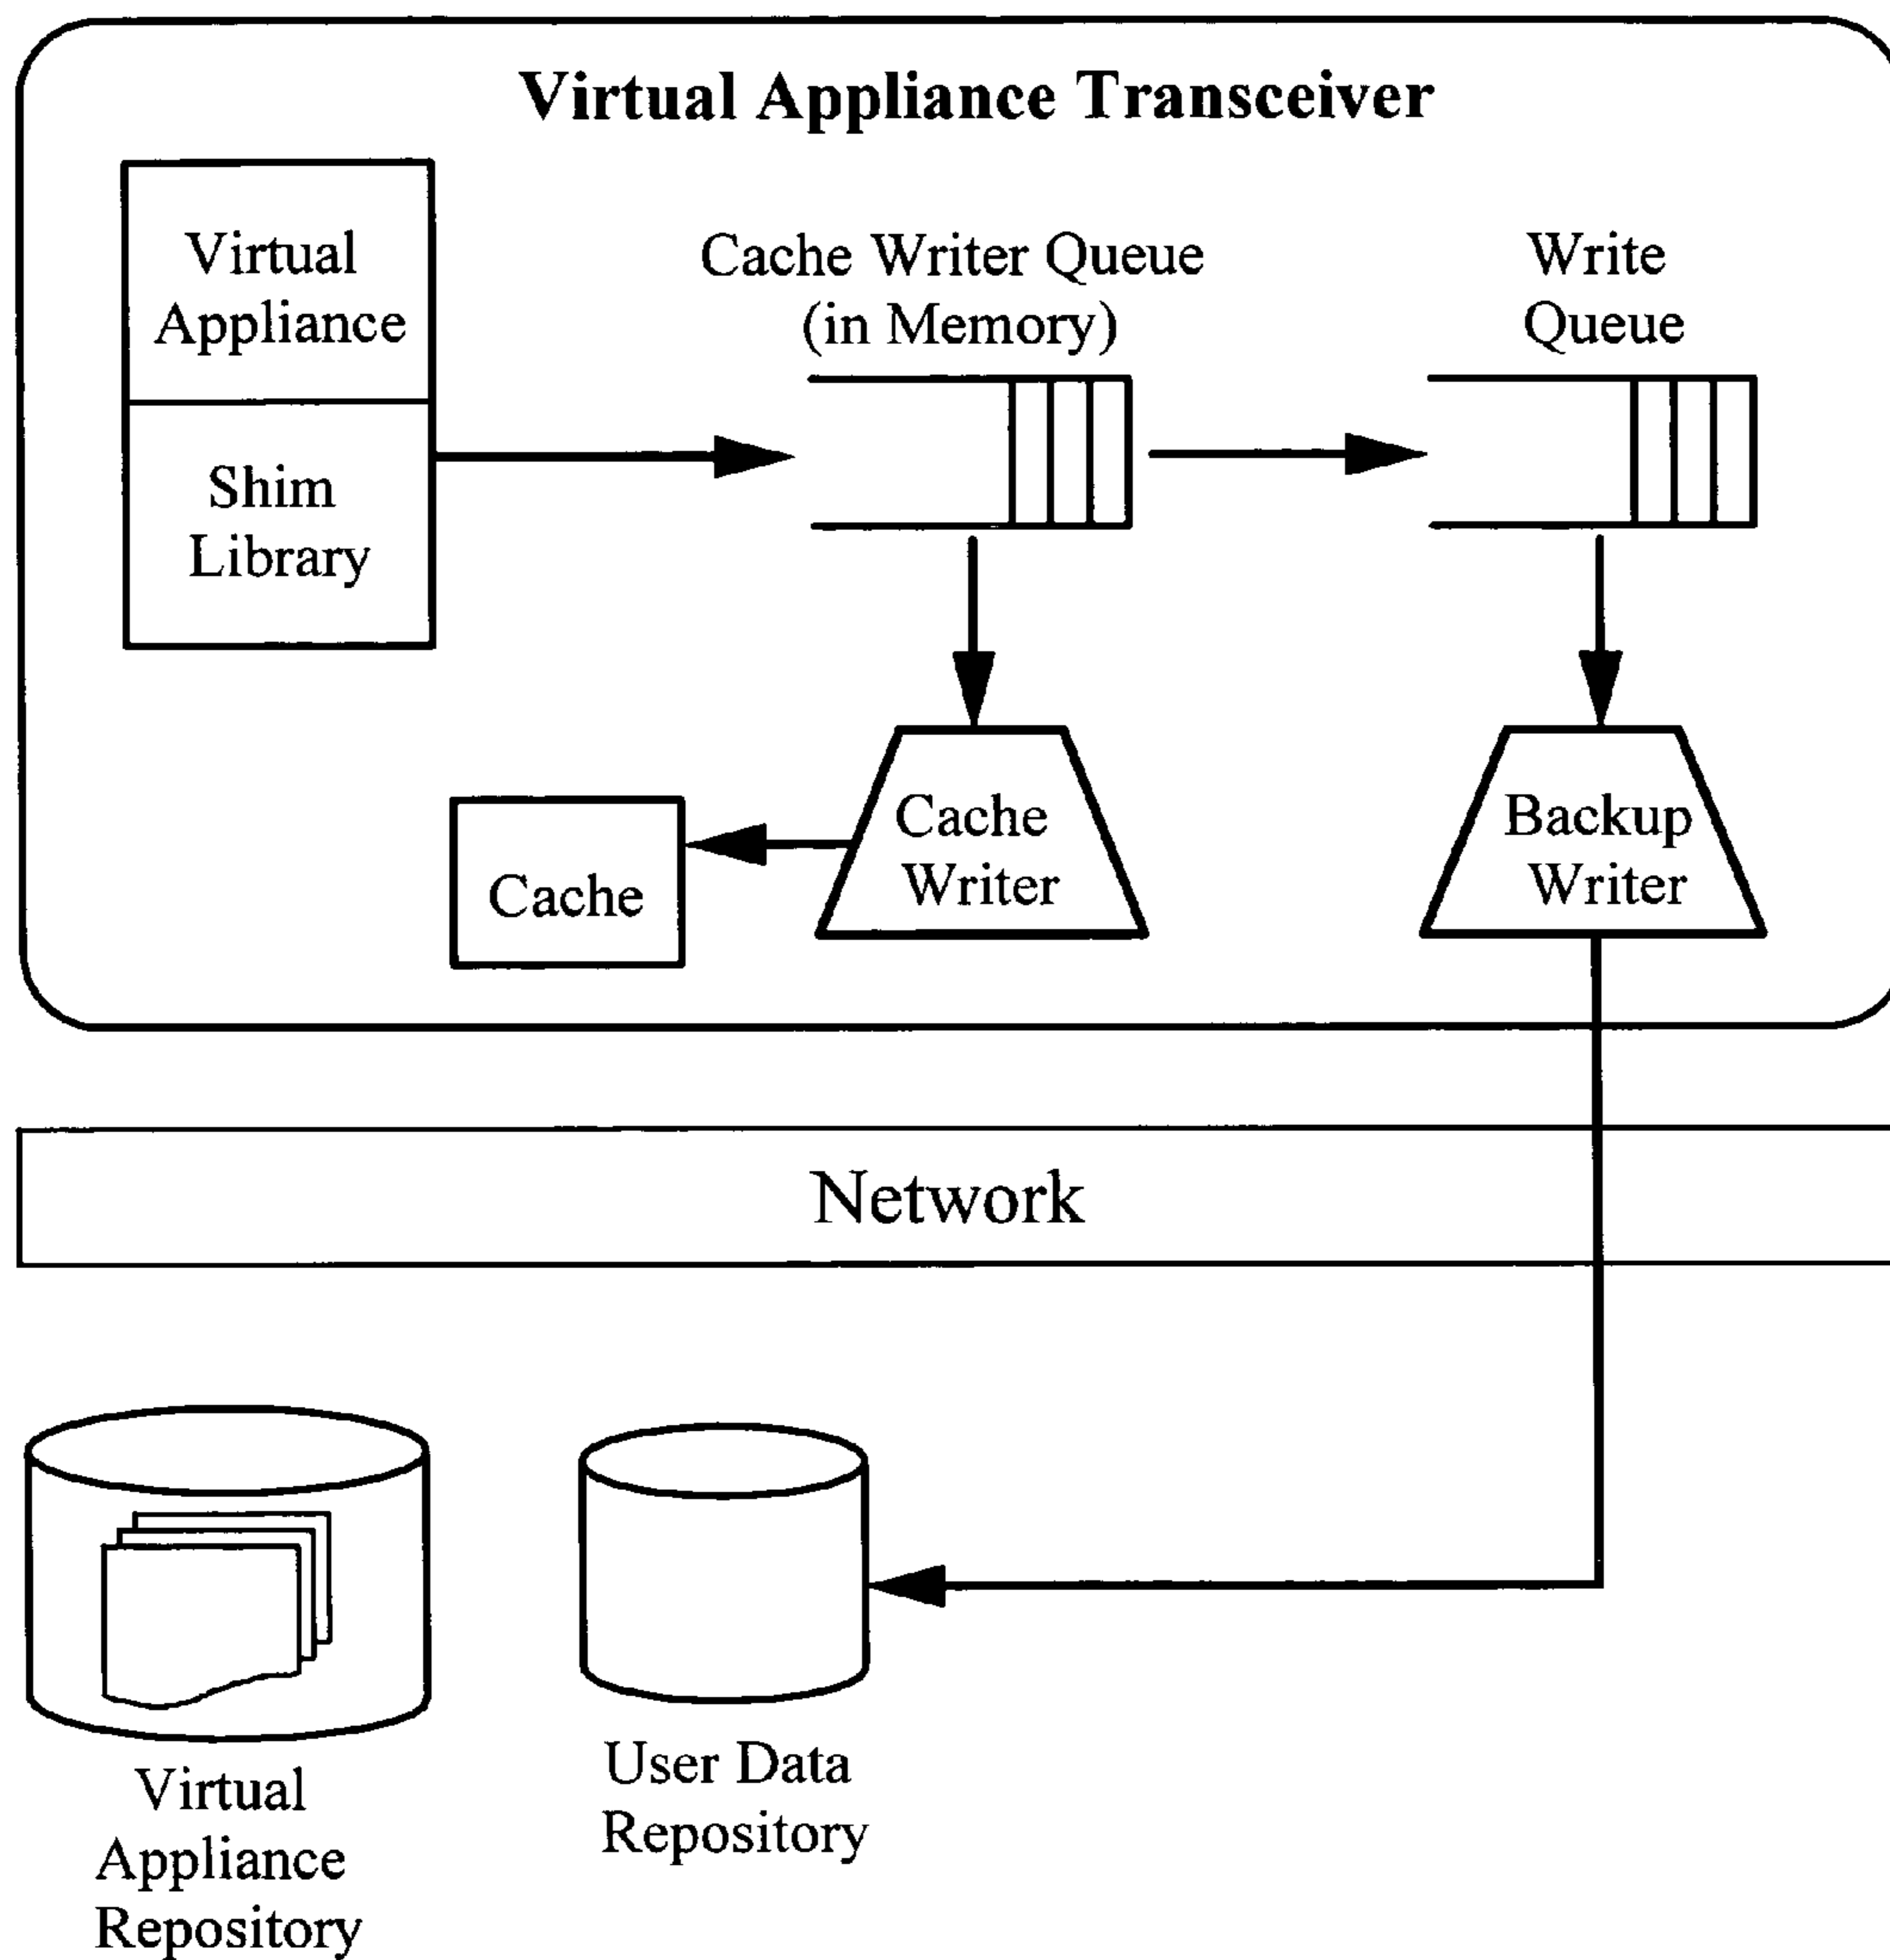 Virtual Appliance Transceiver
Virtual
Appliance
Shim
Library
Cache Writer Queue
(in Memory)
Write
Queue
Cache
Cache
Writer
Backup
Writer
Network
Virtual
Appliance
Repository
User Data
Repository